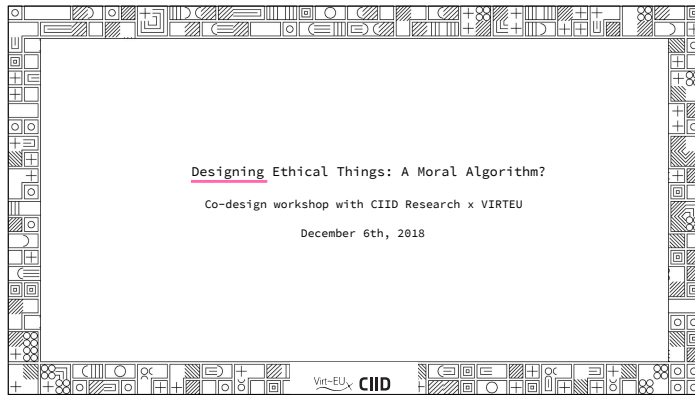 Designing Ethical Things: A Moral Algorithm?
Co-design workshop with CIID Research x VIRTEU
December 6th, 2018
Virt-EU x CIID